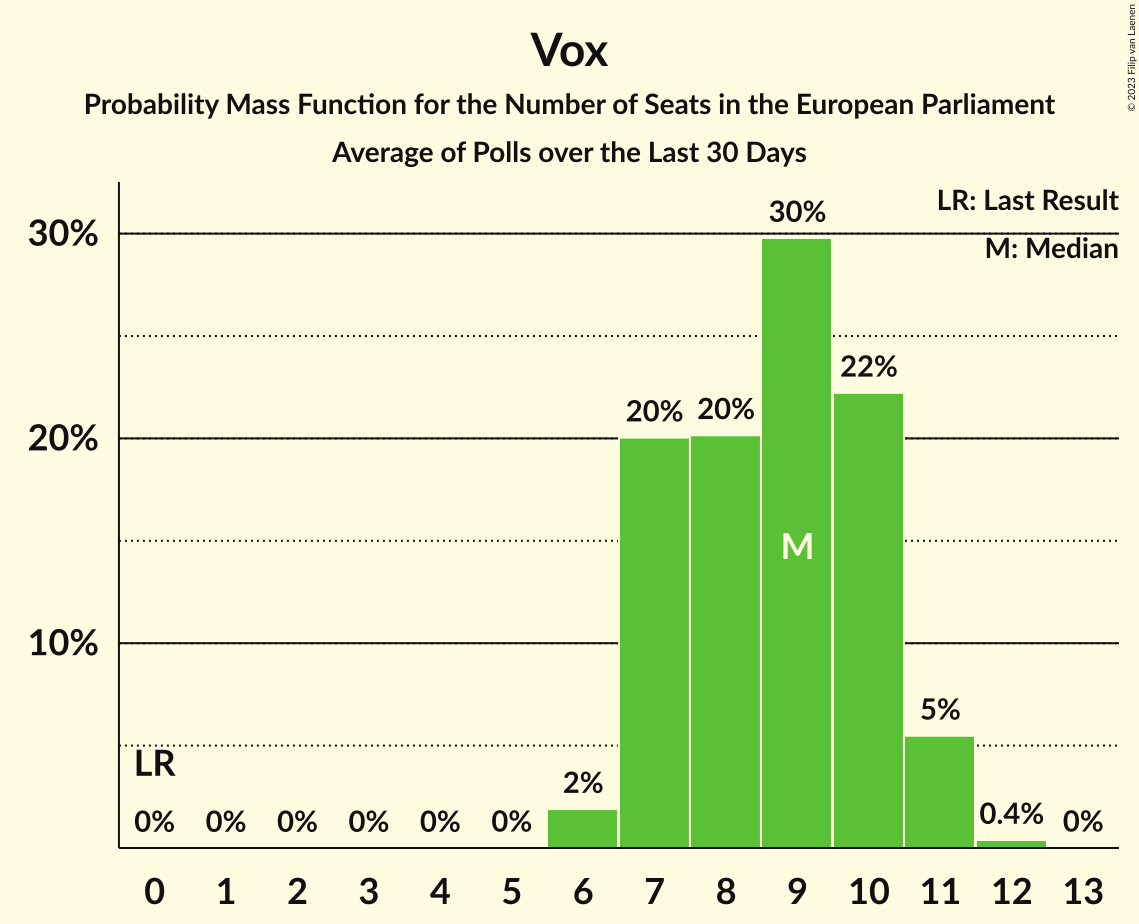 © 2023 Filip van Laenen
Vox
Probability Mass Function for the Number of Seats in the European Parliament
Average of Polls over the Last 30 Days
LR: Last Result
M: Median
30%
20%
10%
30%
22%
20%
20%
M
5%
LR
2%
0.4%
0%
0%
0%
0%
0%
0%
0%
0 1 2 3 4 5 6 7 8 9 10 11 12 13